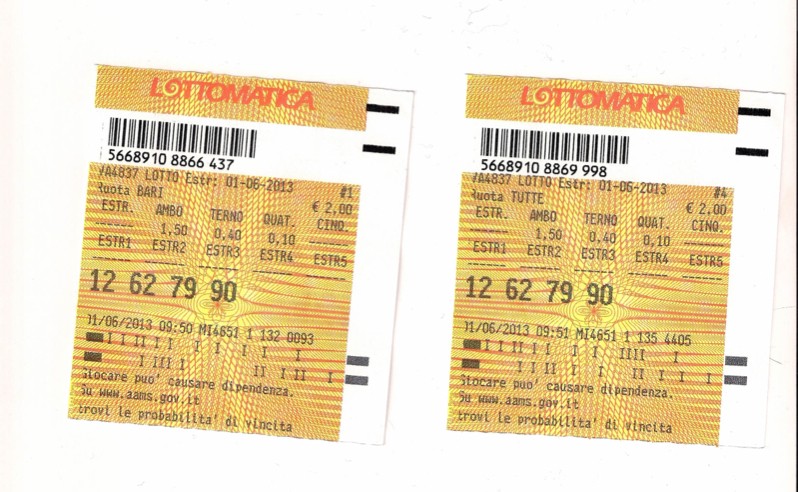 LOTTOMATICA
5668910 8866 437
VA4837 LOTTO Estr: 01-06-2013 #1
Ruota BARI € 2,00
ESTR. AMBO TERNO QUAT. CINQ.
------ 1,50 0,40 0,10 ------
ESTR1 ESTR2 ESTR3 ESTR4 ESTR5
------ ------ ------ ------ ------
12 62 79 90
01/06/2013 09:50 MI4651 1 132 0093
Giocare puo' causare dipendenza.
Su www.aams.gov.it
trovi le probabilita' di vincita
LOTTOMATICA
5668910 8869 998
VA4837 LOTTO Estr: 01-06-2013 #4
Ruota TUTTE € 2,00
ESTR. AMBO TERNO QUAT. CINQ.
------ 1,50 0,40 0,10 ------
ESTR1 ESTR2 ESTR3 ESTR4 ESTR5
------ ------ ------ ------ ------
12 62 79 90
01/06/2013 09:51 MI4651 1 135 4405
Giocare puo' causare dipendenza.
Su www.aams.gov.it
trovi le probabilita' di vincita